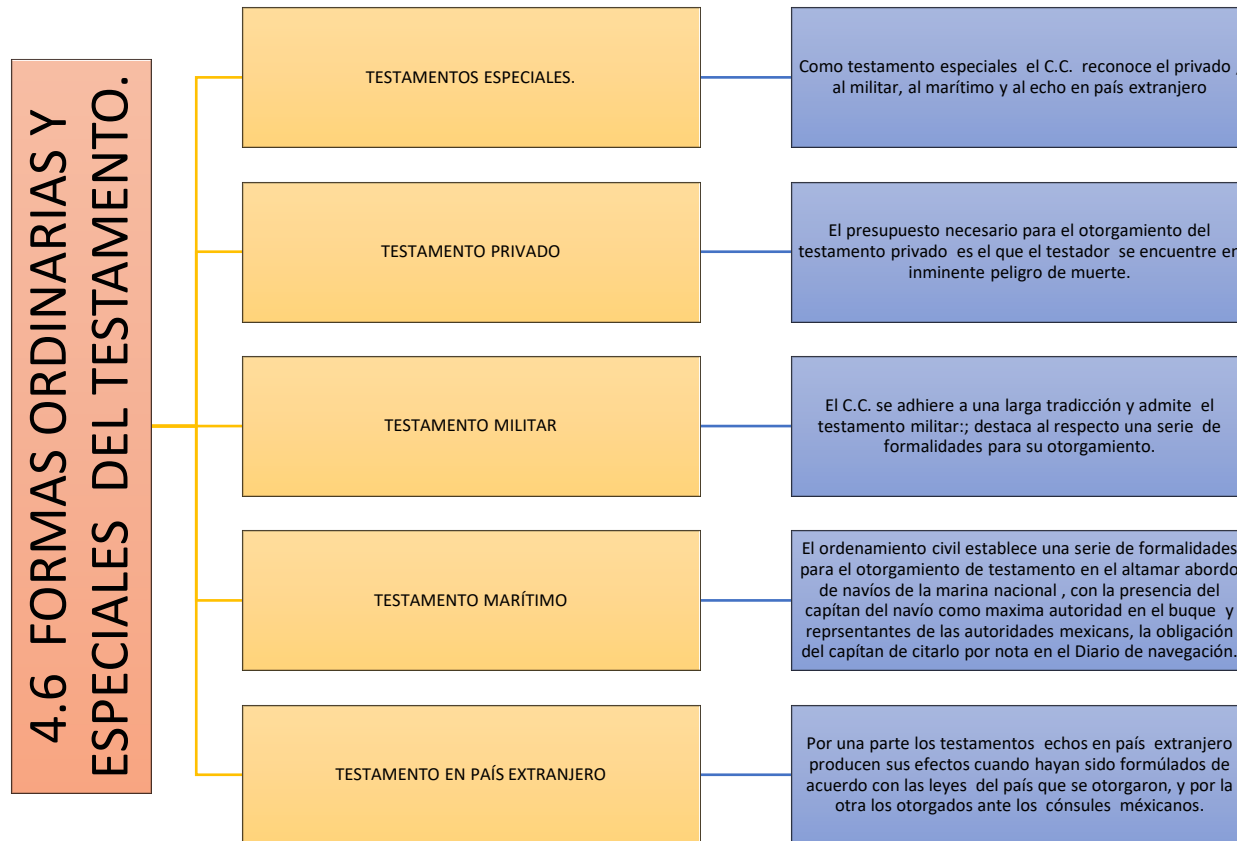 4.6 FORMAS ORDINARIAS Y
ESPECIALES DEL TESTAMENTO.
TESTAMENTOS ESPECIALES.
Como testamento especiales el C.C. reconoce el privado ,
al militar, al marítimo y al echo en país extranjero
TESTAMENTO PRIVADO
El presupuesto necesario para el otorgamiento del
testamento privado es el que el testador se encuentre en
inminente peligro de muerte.
TESTAMENTO MILITAR
El C.C. se adhiere a una larga tradicción y admite el
testamento militar:; destaca al respecto una serie de
formalidades para su otorgamiento.
TESTAMENTO MARÍTIMO
El ordenamiento civil establece una serie de formalidades
para el otorgamiento de testamento en el altamar abordo
de navíos de la marina nacional , con la presencia del
capítan del navío como maxima autoridad en el buque y
reprsentantes de las autoridades mexicans, la obligación
del capítan de citarlo por nota en el Diario de navegación.
TESTAMENTO EN PAÍS EXTRANJERO
Por una parte los testamentos echos en país extranjero
producen sus efectos cuando hayan sido formúlados de
acuerdo con las leyes del país que se otorgaron, y por la
otra los otorgados ante los cónsules méxicanos.